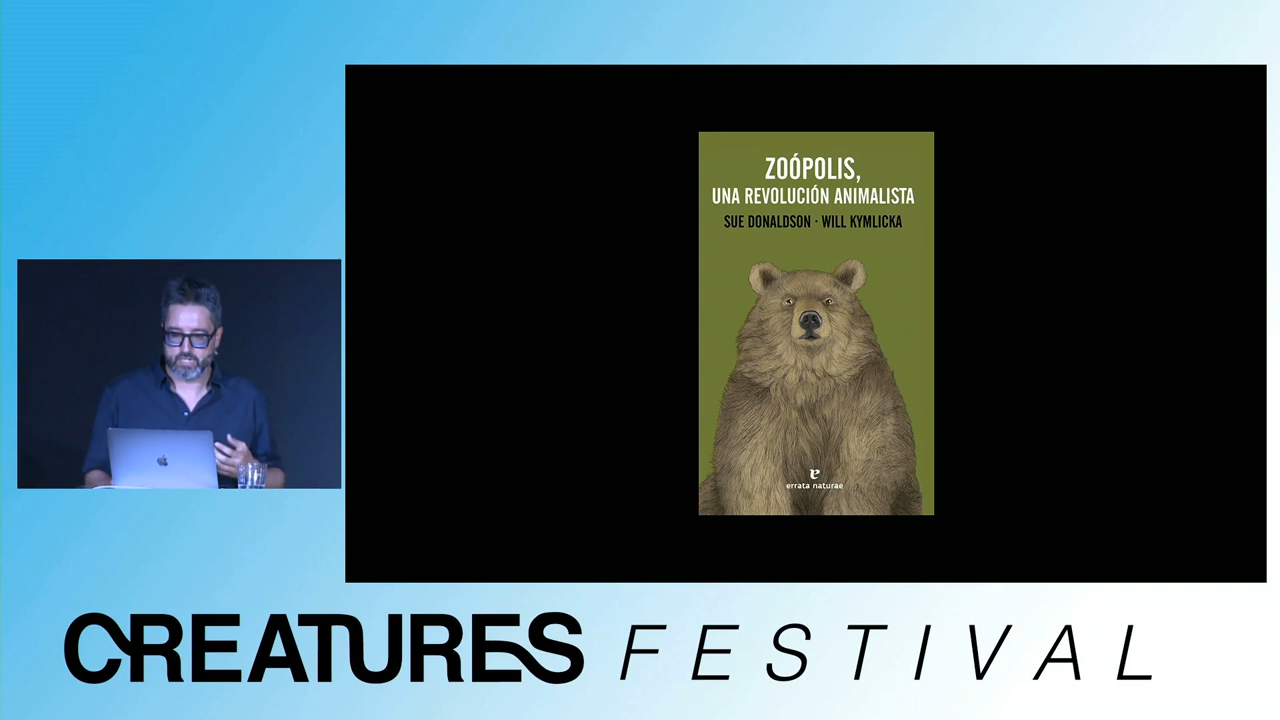 ZOÓPOLIS,
UNA REVOLUCIÓN ANIMALISTA
SUE DONALDSON · WILL KYMLICKA
e
errata naturae
CREATURES FESTIVAL